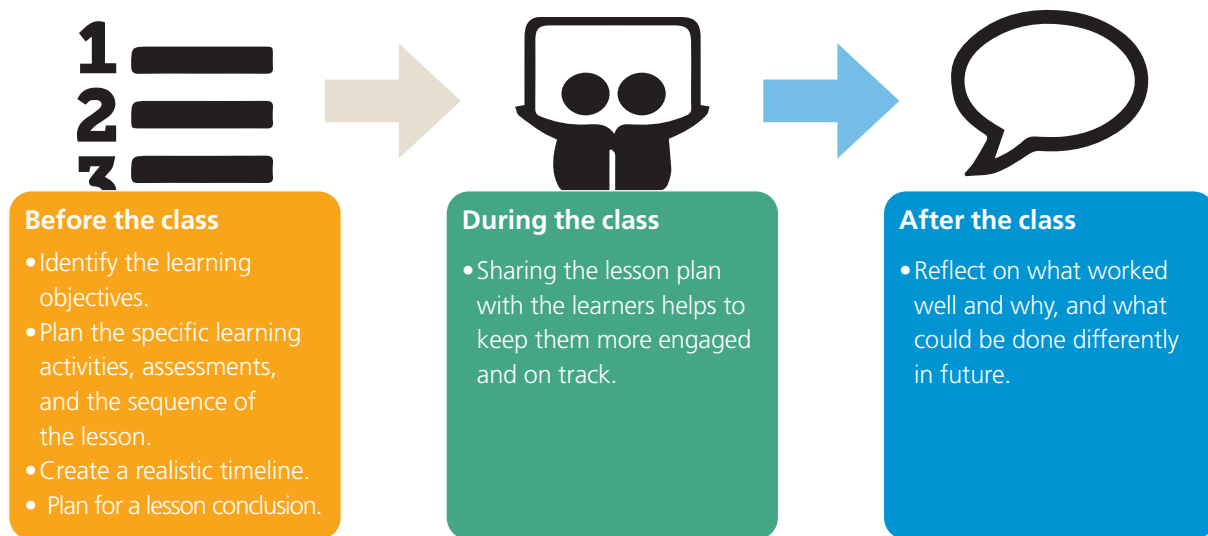 1
2
3
Before the class
•Identify the learning
objectives.
•Plan the specific learning
activities, assessments,
and the sequence of
the lesson.
•Create a realistic timeline.
• Plan for a lesson conclusion.
During the class
•Sharing the lesson plan
with the learners helps to
keep them more engaged
and on track.
After the class
•Reflect on what worked
well and why, and what
could be done differently
in future.